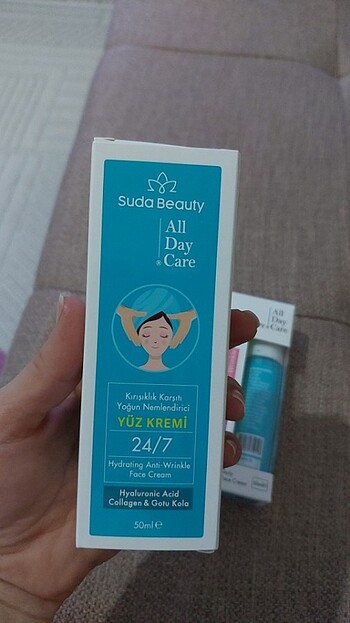 Suda Beauty
All
Day
Care
Kırışıklık Karşıtı
Yoğun Nemlendirici
YÜZ KREMİ
24/7
Hydrating Anti-Wrinkle
Face Cream
Hyaluronic Acid
Collagen & Gotu Kola
50ml ℮
All
Day
Care
Cream